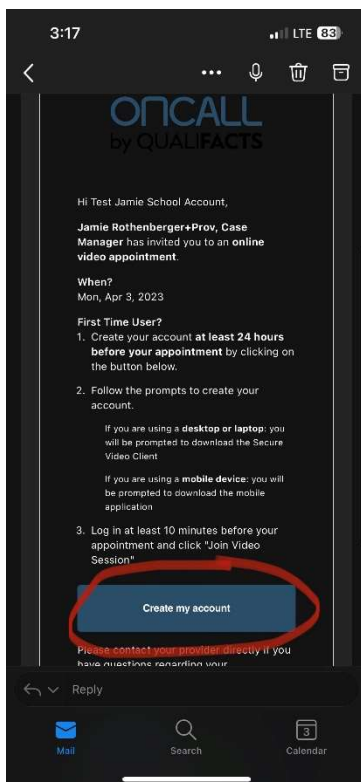 3:17
LTE 83
ONCALL
by QUALIFACTS
Hi Test Jamie School Account,
Jamie Rothenberger+Prov, Case
Manager has invited you to an online
video appointment.
When?
Mon, Apr 3, 2023
First Time User?
1. Create your account at least 24 hours
before your appointment by clicking on
the button below.
2. Follow the prompts to create your
account.
If you are using a desktop or laptop: you
will be prompted to download the Secure
Video Client
If you are using a mobile device: you will
be prompted to download the mobile
application
3. Log in at least 10 minutes before your
appointment and click "Join Video
Session"
Create my account
Please contact your provider directly if you
have questions regarding your
Reply
3
Mail Search Calendar